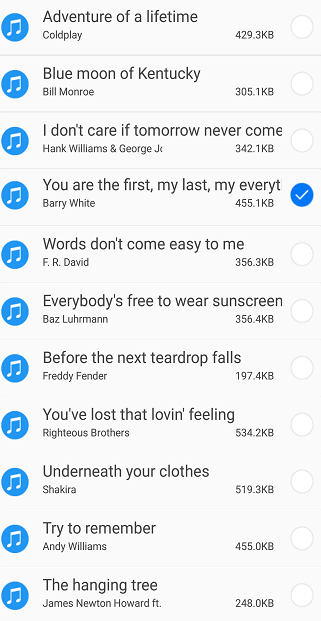 Adventure of a lifetime
Coldplay 429.3KB
Blue moon of Kentucky
Bill Monroe 305.1KB
I don't care if tomorrow never come
Hank Williams & George Jo 342.1KB
You are the first, my last, my everyt
Barry White 455.1KB
Words don't come easy to me
F. R. David 356.3KB
Everybody's free to wear sunscreen
Baz Luhrmann 356.4KB
Before the next teardrop falls
Freddy Fender 197.4KB
You've lost that lovin' feeling
Righteous Brothers 534.2KB
Underneath your clothes
Shakira 519.3KB
Try to remember
Andy Williams 455.0KB
The hanging tree
James Newton Howard ft. 248.0KB